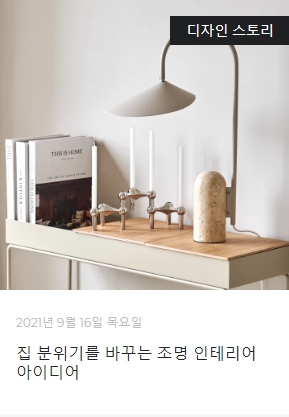 디자인 스토리
THIS IS HOME
KINFOLK
2021년 9월 16일 목요일
집 분위기를 바꾸는 조명 인테리어
아이디어